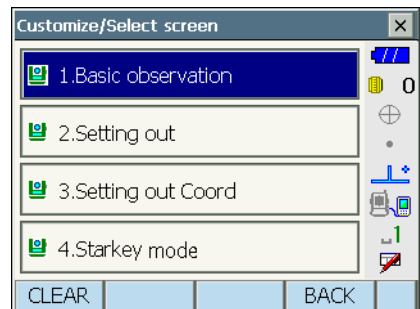 Customize/Select screen
1.Basic observation
0
2.Setting out
3.Setting out Coord
1
4.Starkey mode
CLEAR BACK